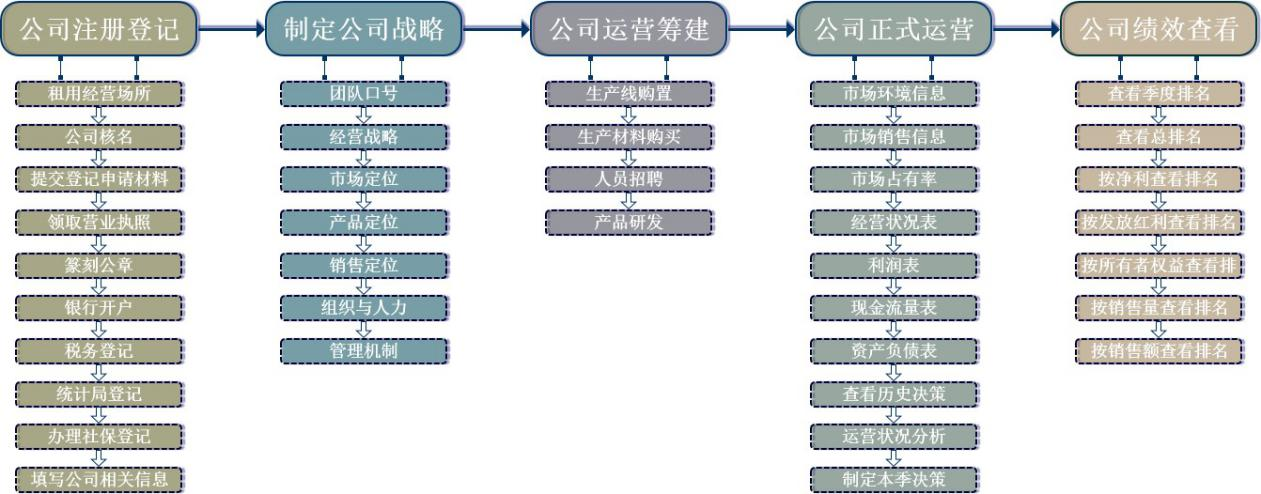 公司注册登记
制定公司战略
公司运营筹建
公司正式运营
公司绩效查看
租用经营场所
公司核名
提交登记申请材料
领取营业执照
篆刻公章
银行开户
税务登记
统计局登记
办理社保登记
填写公司相关信息
团队口号
经营战略
市场定位
产品定位
销售定位
组织与人力
管理机制
生产线购置
生产材料购买
人员招聘
产品研发
市场环境信息
市场销售信息
市场占有率
经营状况表
利润表
现金流量表
资产负债表
查看历史决策
运营状况分析
制定本季决策
查看季度排名
查看总排名
按净利查看排名
按发放红利查看排名
按所有者权益查看排
按销售量查看排名
按销售额查看排名